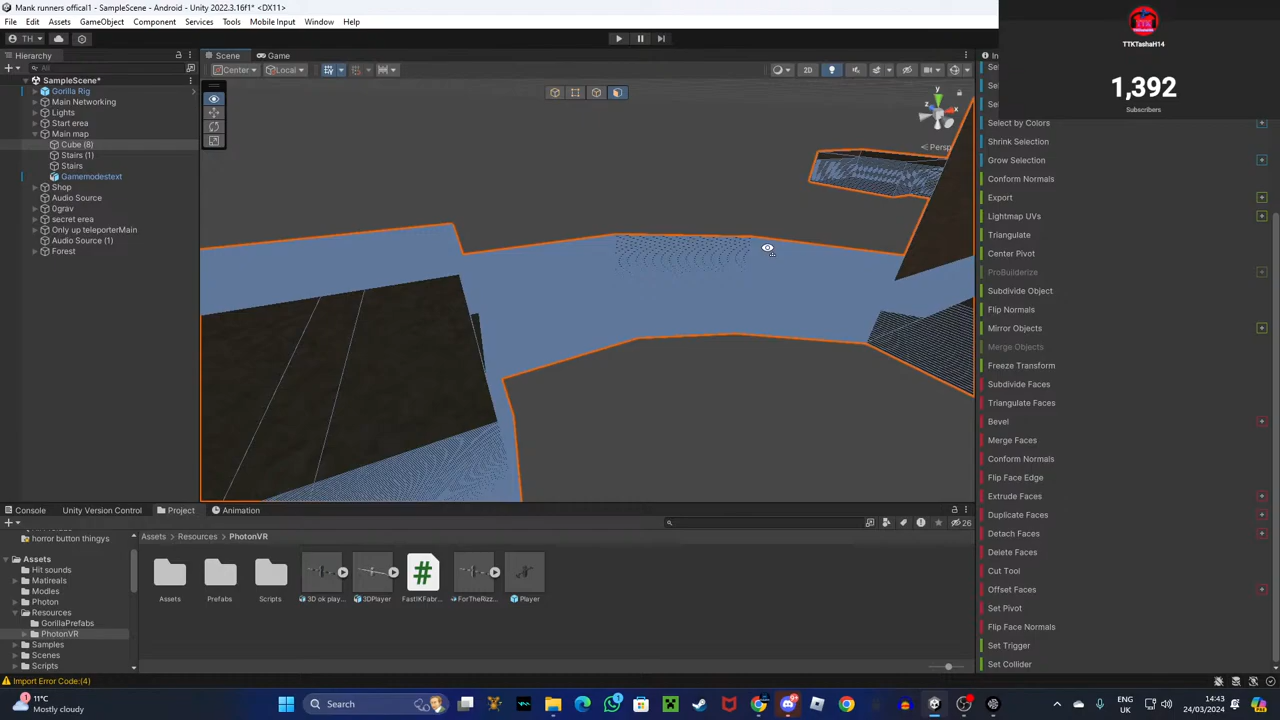 Mank runners offical1 - SampleScene - Android - Unity 2022.3.16f1* <DX11>
File Edit Assets GameObject Component Services Tools Mobile Input Window Help
TH
TTKTashaH14
1,392
Subscribers
Hierarchy
All
SampleScene*
Gorilla Rig
Main Networking
Lights
Start erea
Main map
Cube (8)
Stairs (1)
Stairs
Gamemodestext
Shop
Audio Source
0grav
secret erea
Only up teleporterMain
Audio Source (1)
Forest
Scene Game
Center Local
2D
y
x
z
Persp
Select by Colors
Shrink Selection
Grow Selection
Conform Normals
Export
Lightmap UVs
Triangulate
Center Pivot
ProBuilderize
Subdivide Object
Flip Normals
Mirror Objects
Merge Objects
Freeze Transform
Subdivide Faces
Triangulate Faces
Bevel
Merge Faces
Conform Normals
Flip Face Edge
Extrude Faces
Duplicate Faces
Detach Faces
Delete Faces
Cut Tool
Offset Faces
Set Pivot
Flip Face Normals
Set Trigger
Set Collider
Console Unity Version Control Project Animation
26
horror button thingys
Assets
Hit sounds
Matireals
Modles
Photon
Resources
GorillaPrefabs
PhotonVR
Samples
Scenes
Scripts
Assets > Resources > PhotonVR
Assets Prefabs Scripts 3D ok play... 3DPlayer FastIKFabr... ForTheRizz... Player
Import Error Code:(4)
11°C
Mostly cloudy
Search
ENG
UK
14:43
24/03/2024